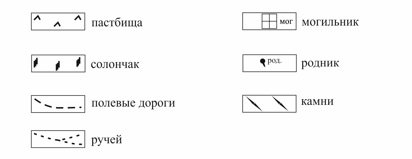 пастбища
мог могильник
солончак
род. родник
полевые дороги
камни
ручей